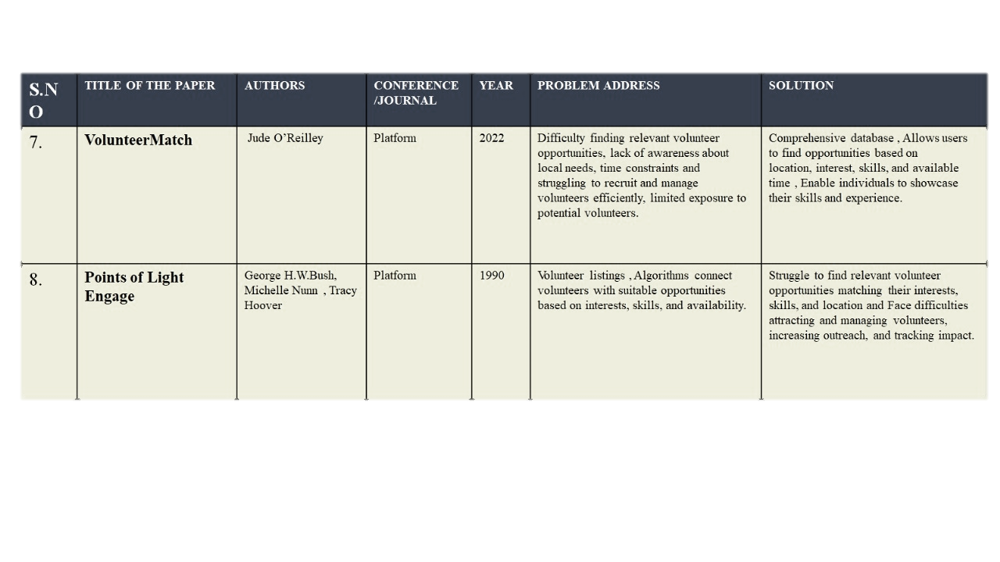 S.N
O
TITLE OF THE PAPER
AUTHORS
CONFERENCE
/JOURNAL
YEAR
PROBLEM ADDRESS
SOLUTION
7.
VolunteerMatch
Jude O’Reilley
Platform
2022
Difficulty finding relevant volunteer
opportunities, lack of awareness about
local needs, time constraints and
struggling to recruit and manage
volunteers efficiently, limited exposure to
potential volunteers.
Comprehensive database , Allows users
to find opportunities based on
location, interest, skills, and available
time , Enable individuals to showcase
their skills and experience.
8.
Points of Light
Engage
George H.W.Bush,
Michelle Nunn , Tracy
Hoover
Platform
1990
Volunteer listings , Algorithms connect
volunteers with suitable opportunities
based on interests, skills, and availability.
Struggle to find relevant volunteer
opportunities matching their interests,
skills, and location and Face difficulties
attracting and managing volunteers,
increasing outreach, and tracking impact.